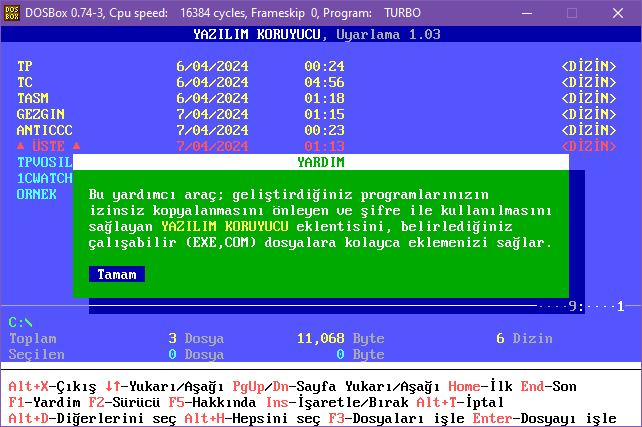 DOSBox 0.74-3, Cpu speed: 16384 cycles, Frameskip 0, Program: TURBO
YAZILIM KORUYUCU, Uyarlama 1.03
TP 6/04/2024 00:24 <DİZİN>
TC 6/04/2024 04:56 <DİZİN>
TASM 6/04/2024 01:18 <DİZİN>
GEZGIN 7/04/2024 01:15 <DİZİN>
ANTICCC 7/04/2024 00:23 <DİZİN>
▲ ÜSTE ▲ 7/04/2024 01:13 <DİZİN>
TPVOSIL
1CWATCH
ORNEK
YARDIM
Bu yardımcı araç; geliştirdiğiniz programlarınızın
izinsiz kopyalanmasını önleyen ve şifre ile kullanılmasını
sağlayan YAZILIM KORUYUCU eklentisini, belirlediğiniz
çalışabilir (EXE,COM) dosyalara kolayca eklemenizi sağlar.
Tamam
····9:····1
C:\
Toplam 3 Dosya 11,068 Byte 6 Dizin
Seçilen 0 Dosya 0 Byte
Alt+X-Çıkış ↓↑-Yukarı/Aşağı PgUp/Dn-Sayfa Yukarı/Aşağı Home-İlk End-Son
F1-Yardim F2-Sürücü F5-Hakkında Ins-İşaretle/Bırak Alt+T-İptal
Alt+D-Diğerlerini seç Alt+H-Hepsini seç F3-Dosyaları işle Enter-Dosyayı işle